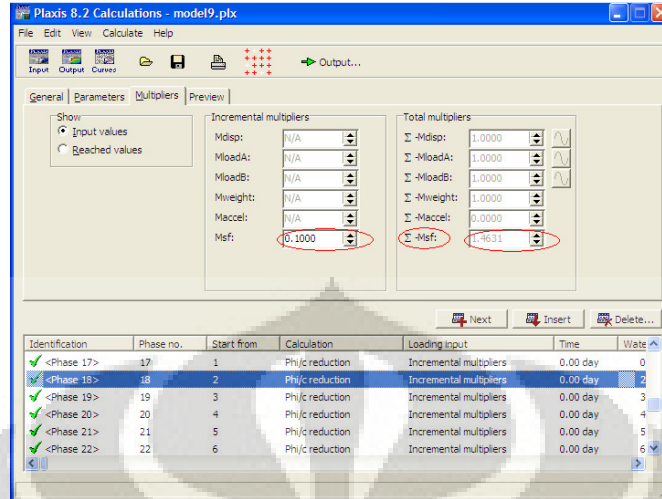 Plaxis 8.2 Calculations - model9.plx
File Edit View Calculate Help
Input Output Curves Output...
General Parameters Multipliers Preview
Show
Input values
Reached values
Incremental multipliers
Mdisp: N/A
MloadA: N/A
MloadB: N/A
Mweight: N/A
Maccel: N/A
Msf: 0.1000
Total multipliers
Σ -Mdisp: 1.0000
Σ -MloadA: 1.0000
Σ -MloadB: 1.0000
Σ -Mweight: 1.0000
Σ -Maccel: 0.0000
Σ -Msf: 1.4631
Next Insert Delete...
Identification Phase no. Start from Calculation Loading input Time Wate
<Phase 17> 17 1 Phi/c reduction Incremental multipliers 0.00 day 0
<Phase 18> 18 2 Phi/c reduction Incremental multipliers 0.00 day 2
<Phase 19> 19 3 Phi/c reduction Incremental multipliers 0.00 day 3
<Phase 20> 20 4 Phi/c reduction Incremental multipliers 0.00 day 4
<Phase 21> 21 5 Phi/c reduction Incremental multipliers 0.00 day 5
<Phase 22> 22 6 Phi/c reduction Incremental multipliers 0.00 day 6